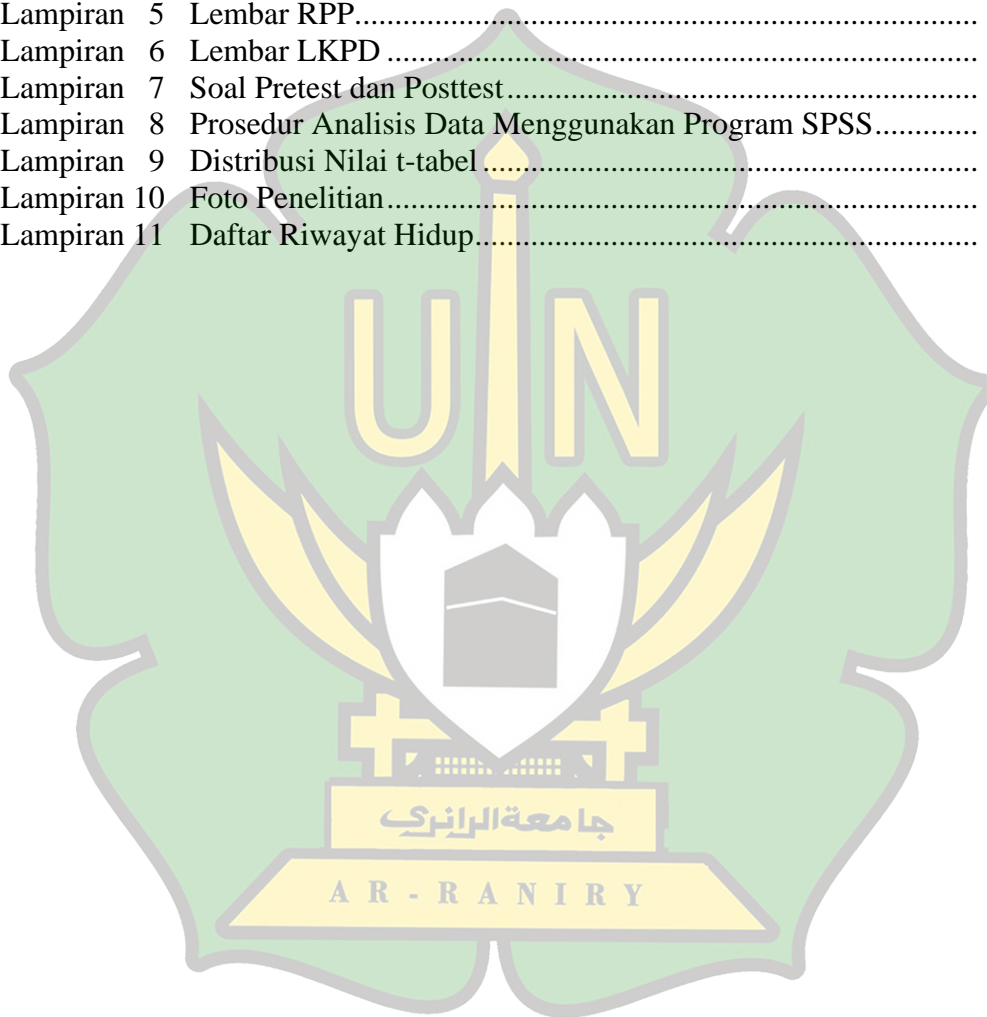 Lampiran 5 Lembar RPP.............................................................................
Lampiran 6 Lembar LKPD .........................................................................
Lampiran 7 Soal Pretest dan Posttest..........................................................
Lampiran 8 Prosedur Analisis Data Menggunakan Program SPSS.............
Lampiran 9 Distribusi Nilai t-tabel .............................................................
Lampiran 10 Foto Penelitian.........................................................................
Lampiran 11 Daftar Riwayat Hidup..............................................................
UIN
جامعةالرانري
AR-RANIRY